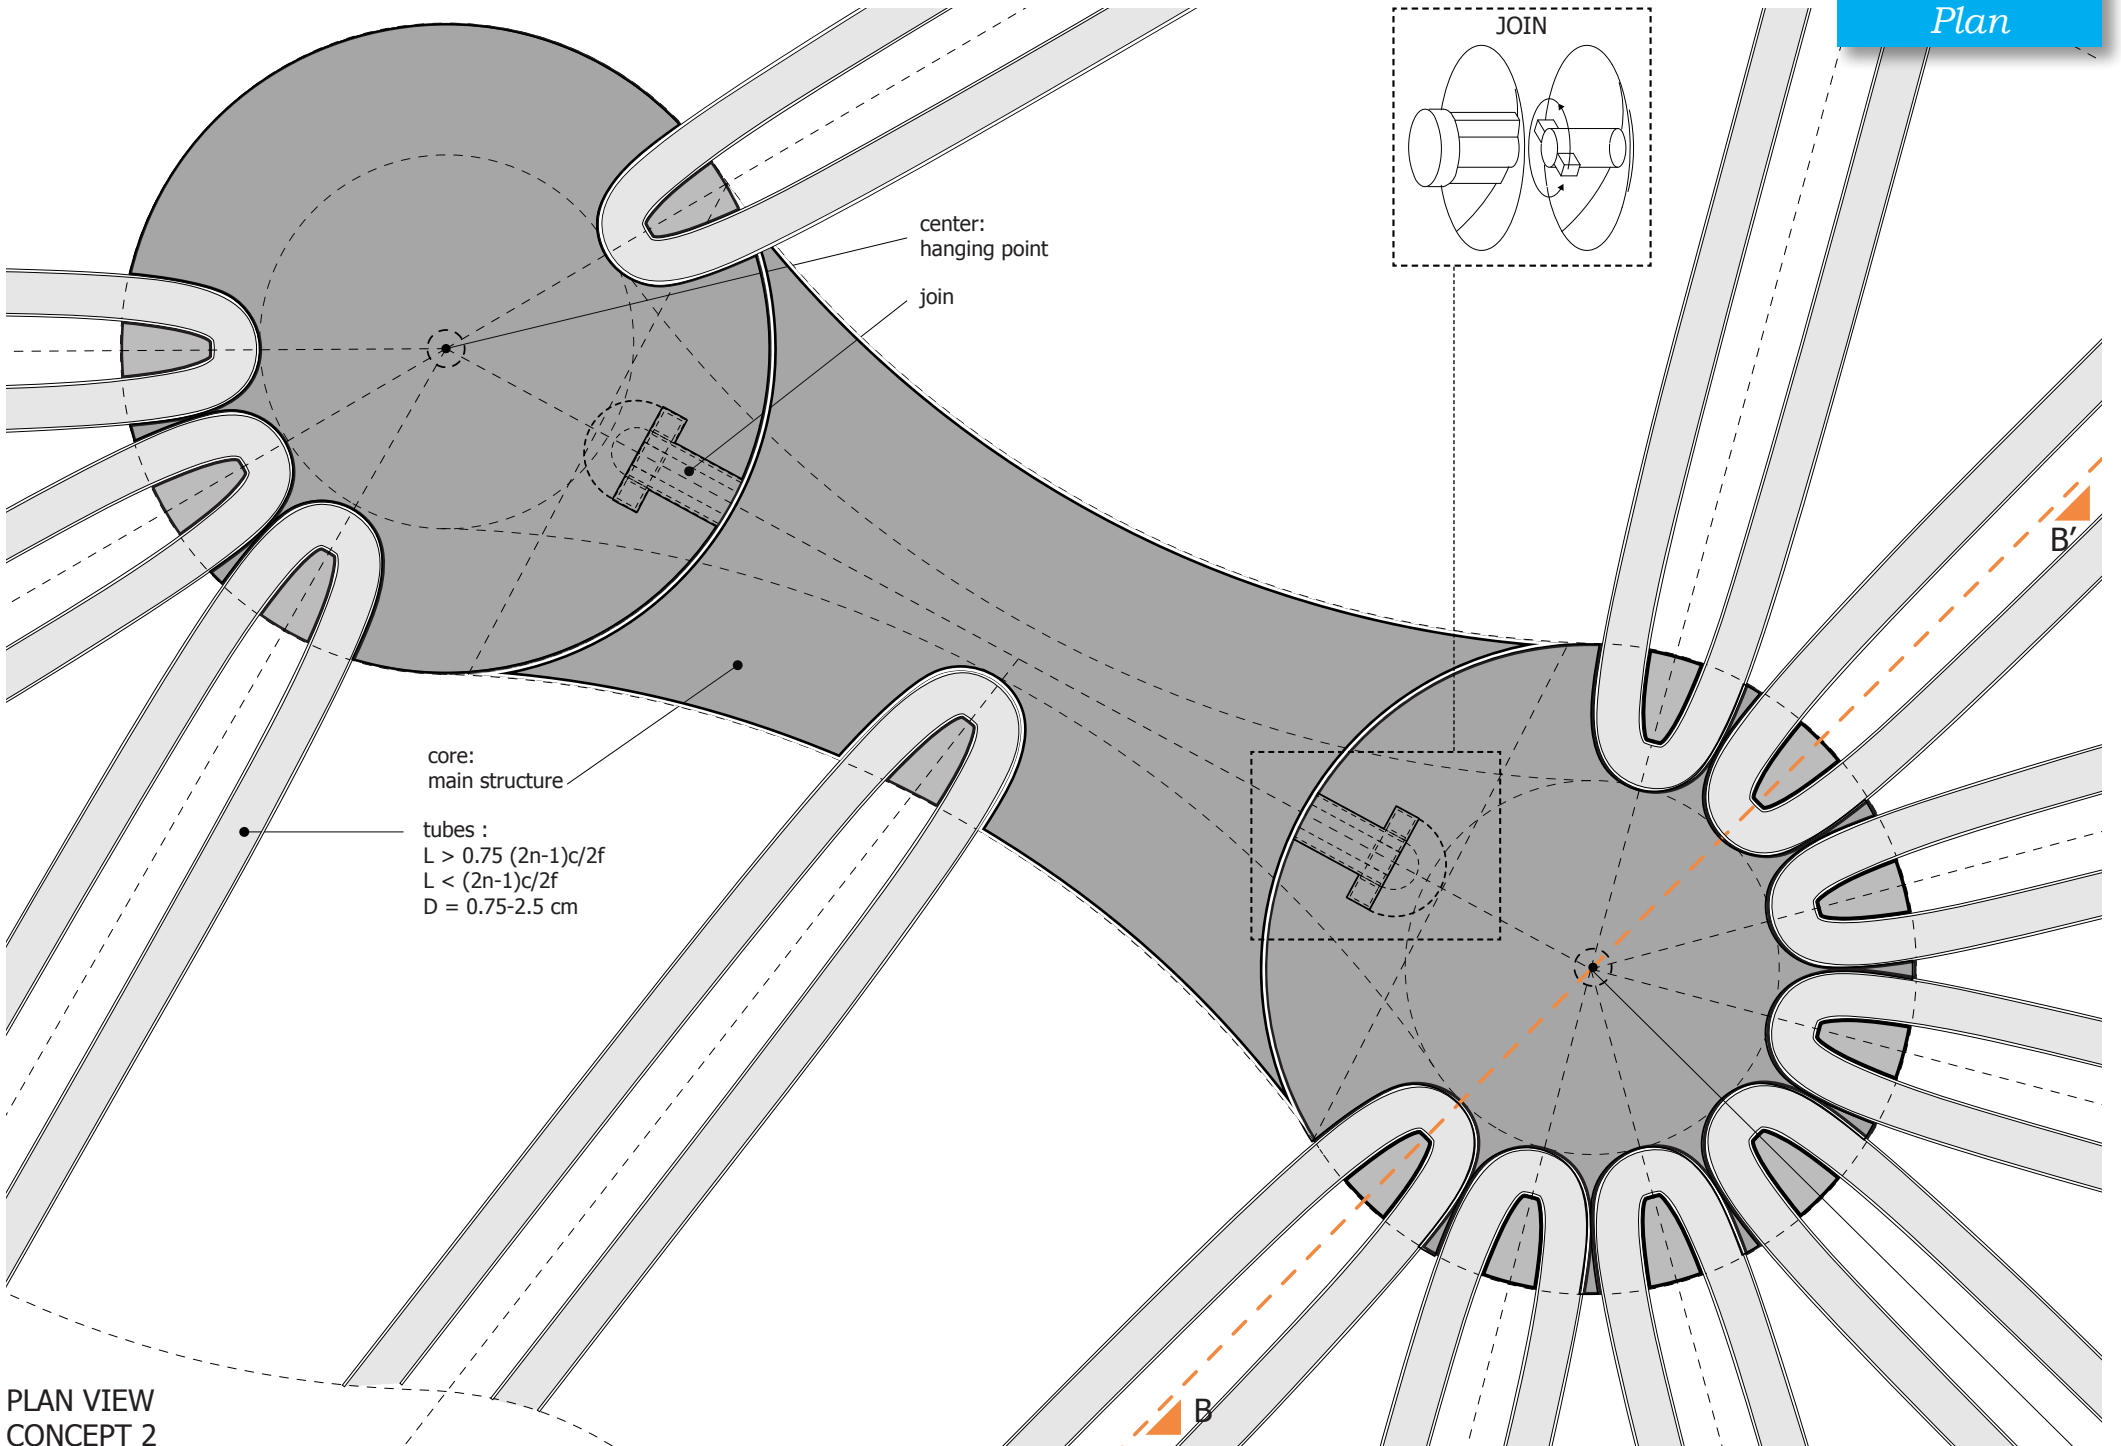 Plan
JOIN
center:
hanging point
join
B'
core:
main structure
tubes :
L > 0.75 (2n-1)c/2f
L < (2n-1)c/2f
D = 0.75-2.5 cm
B
PLAN VIEW
CONCEPT 2